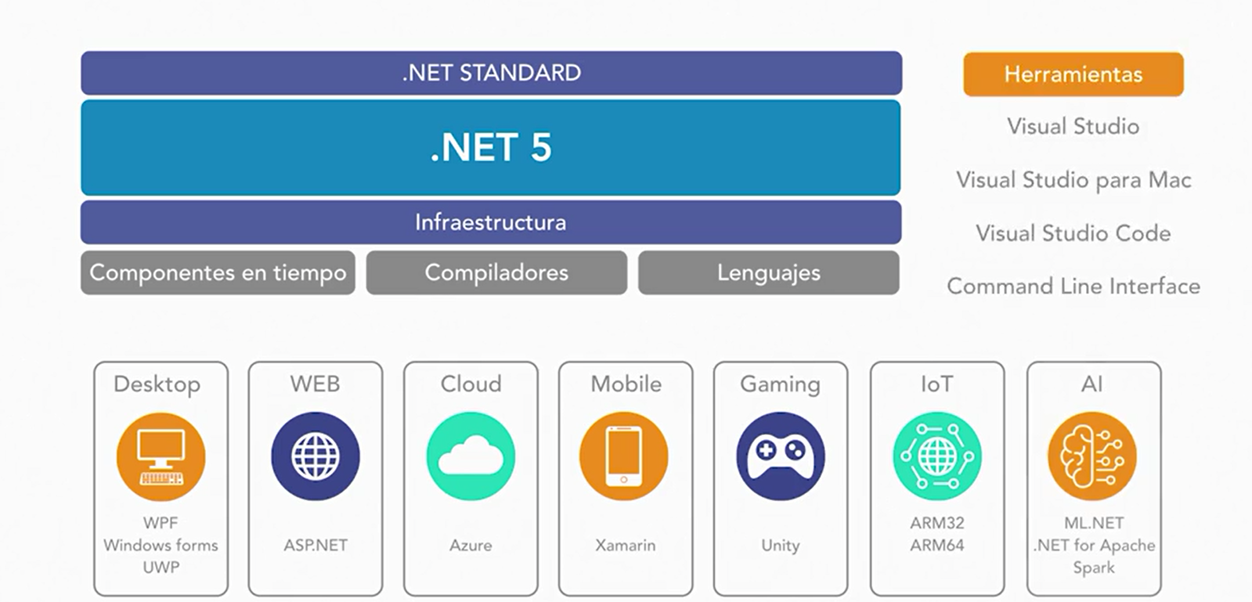 .NET STANDARD
.NET 5
Infraestructura
Componentes en tiempo
Compiladores
Lenguajes
Herramientas
Visual Studio
Visual Studio para Mac
Visual Studio Code
Command Line Interface
Desktop
WPF
Windows forms
UWP
WEB
ASP.NET
Cloud
Azure
Mobile
Xamarin
Gaming
Unity
IoT
ARM32
ARM64
AI
ML.NET
.NET for Apache
Spark